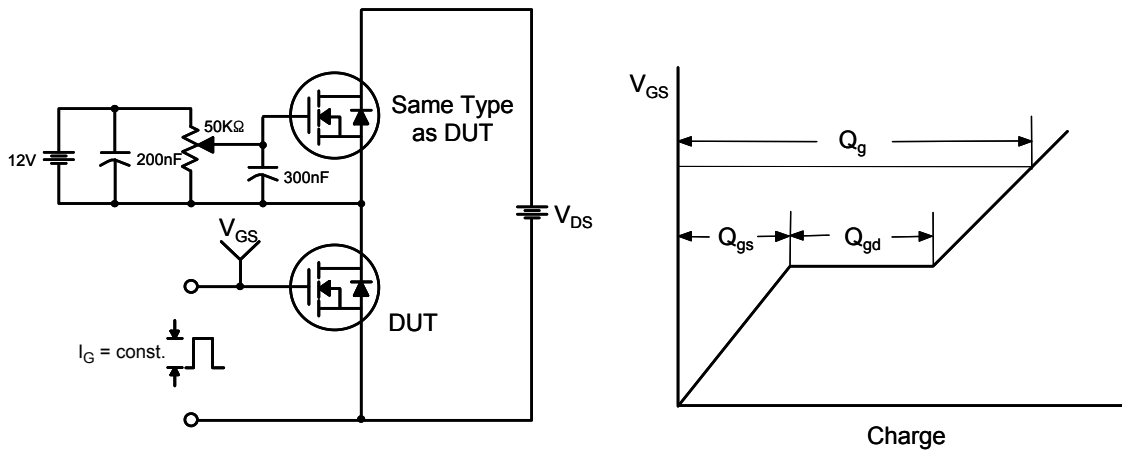 12V
200nF
50KΩ
300nF
Same Type
as DUT
V_DS
V_GS
DUT
I_G = const.
V_GS
Q_g
Q_gs
Q_gd
Charge